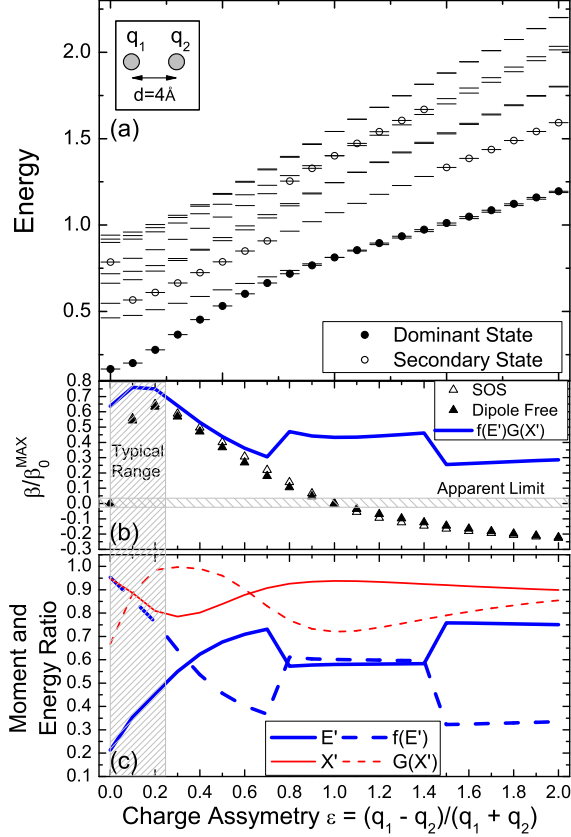 q1 q2
d=4Å
(a)
Energy
2.0
1.5
1.0
0.5
Dominant State
Secondary State
0.8
0.7
0.6
0.5
0.4
0.3
0.2
0.1
0.0
-0.1
-0.2
-0.3
β/β0MAX
SOS
Dipole Free
f(E')G(X')
Typical
Range
Apparent Limit
(b)
1.0
0.9
0.8
0.7
0.6
0.5
0.4
0.3
0.2
0.1
Moment and
Energy Ratio
(c)
E' f(E')
X' G(X')
0.0 0.2 0.4 0.6 0.8 1.0 1.2 1.4 1.6 1.8 2.0
Charge Assymetry ε = (q1 - q2)/(q1 + q2)